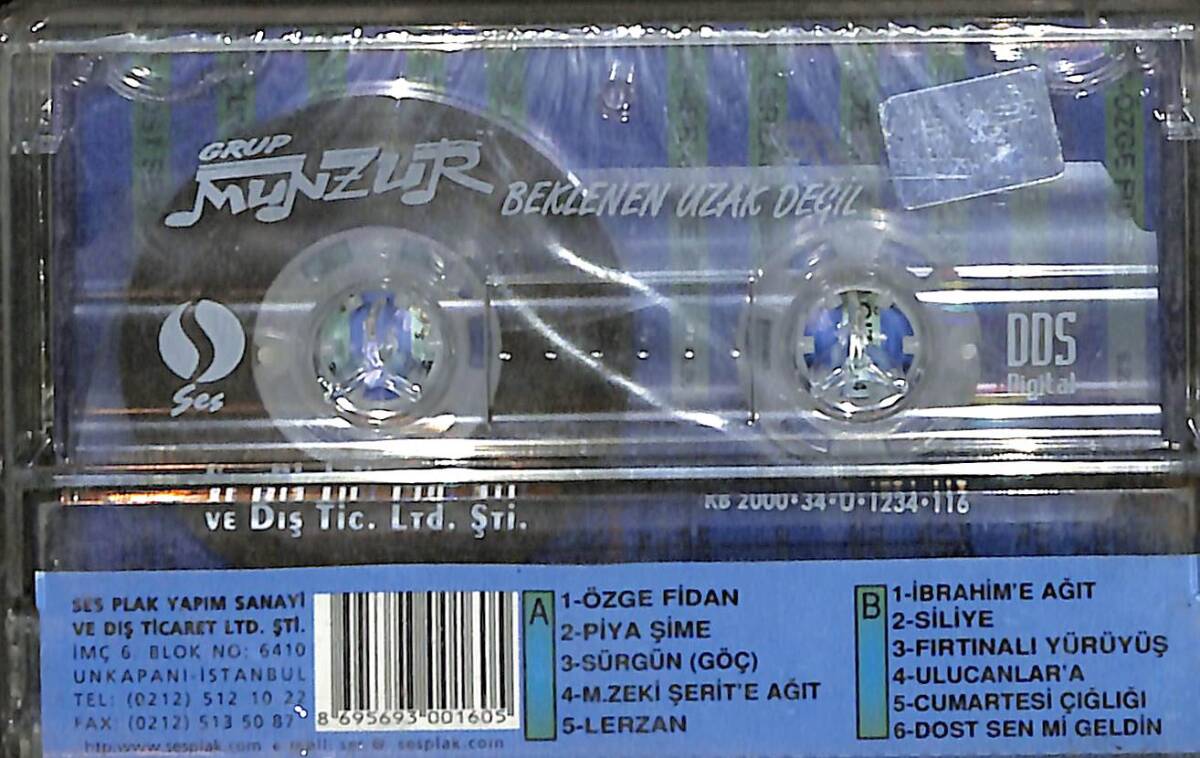 GRUP
MUNZUR
BEKLENEN UZAK DEĞİL
ÖZGE Fİ
Ses
DDS
Digital
VE DIŞ TİC. LTD. ŞTİ.
KB 2000·34·U·1234·116
SES PLAK YAPIM SANAYİ
VE DIŞ TİCARET LTD. ŞTİ.
İMÇ 6. BLOK NO: 6410
UNKAPANI-İSTANBUL
TEL: (0212) 512 10 22
FAX: (0212) 513 50 87
8 695693 001605
A
1-ÖZGE FİDAN
2-PİYA ŞİME
3-SÜRGÜN (GÖÇ)
4-M.ZEKİ ŞERİT'E AĞIT
5-LERZAN
B
1-İBRAHİM'E AĞIT
2-SİLİYE
3-FIRTINALI YÜRÜYÜŞ
4-ULUCANLAR'A
5-CUMARTESİ ÇIĞLIĞI
6-DOST SEN Mİ GELDİN